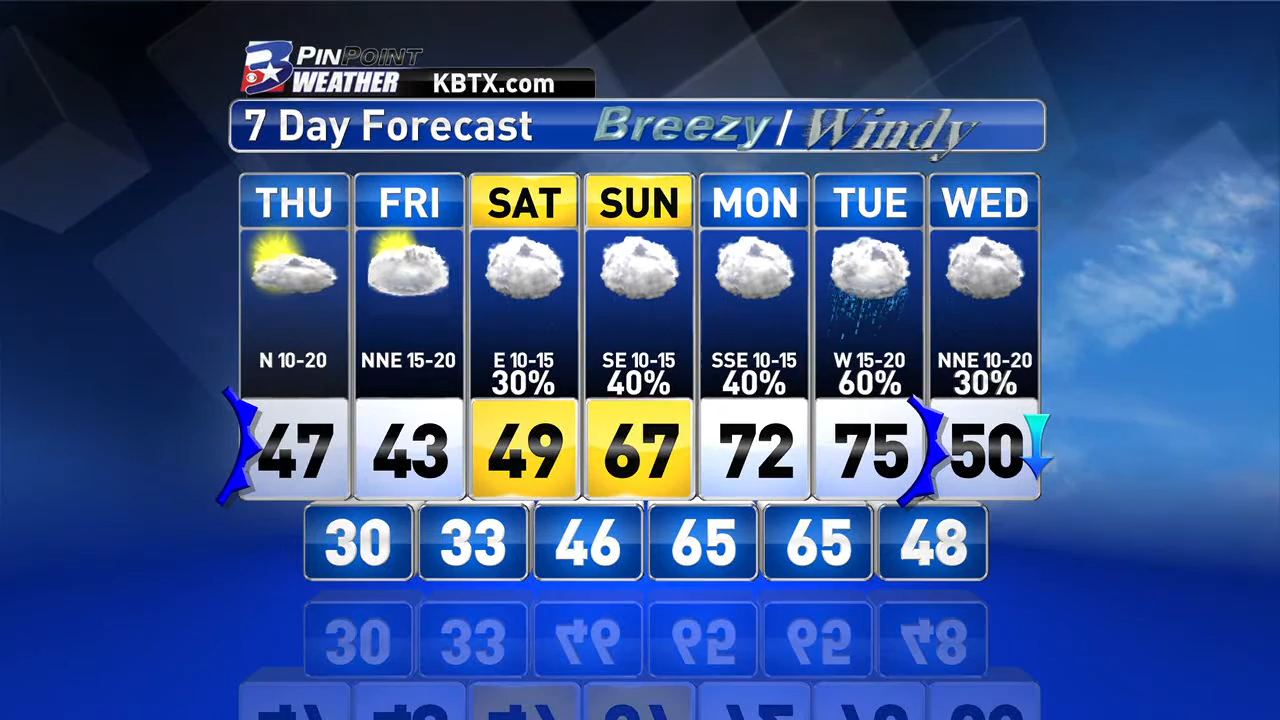 PINPOINT
WEATHER KBTX.com
7 Day Forecast Breezy / Windy
THU FRI SAT SUN MON TUE WED
N 10-20 NNE 15-20 E 10-15 SE 10-15 SSE 10-15 W 15-20 NNE 10-20
30% 40% 40% 60% 30%
47 43 49 67 72 75 50
30 33 46 65 65 48